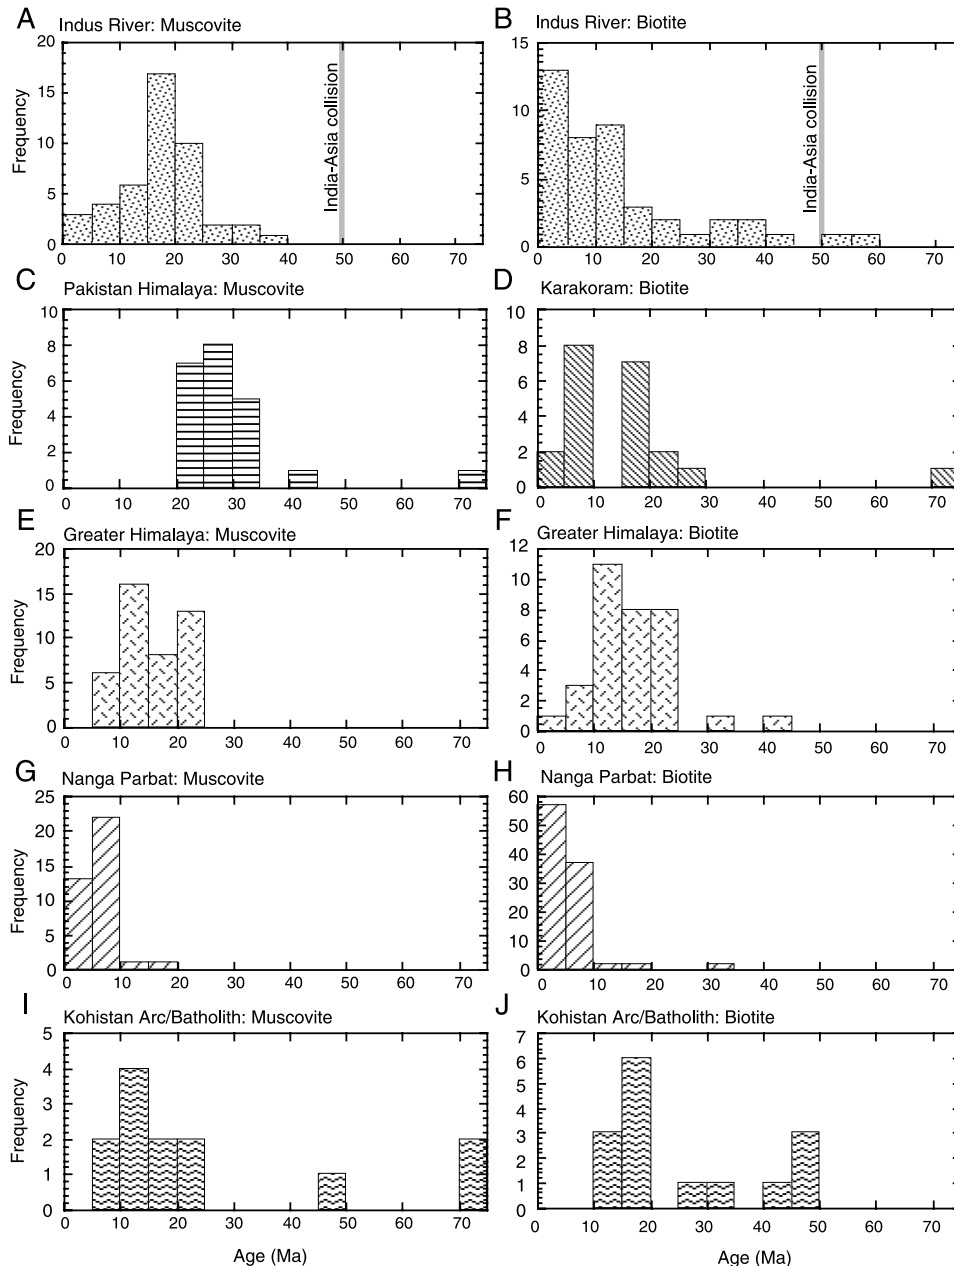 A
Indus River: Muscovite
20
15
10
5
0
Frequency
India-Asia collision
0 10 20 30 40 50 60 70
B
Indus River: Biotite
15
10
5
0
India-Asia collision
0 10 20 30 40 50 60 70
C
Pakistan Himalaya: Muscovite
10
8
6
4
2
0
Frequency
0 10 20 30 40 50 60 70
D
Karakoram: Biotite
10
8
6
4
2
0
0 10 20 30 40 50 60 70
E
Greater Himalaya: Muscovite
20
15
10
5
0
Frequency
0 10 20 30 40 50 60 70
F
Greater Himalaya: Biotite
12
10
8
6
4
2
0
0 10 20 30 40 50 60 70
G
Nanga Parbat: Muscovite
25
20
15
10
5
0
Frequency
0 10 20 30 40 50 60 70
H
Nanga Parbat: Biotite
60
50
40
30
20
10
0
0 10 20 30 40 50 60 70
I
Kohistan Arc/Batholith: Muscovite
5
4
3
2
1
0
Frequency
0 10 20 30 40 50 60 70
Age (Ma)
J
Kohistan Arc/Batholith: Biotite
7
6
5
4
3
2
1
0
0 10 20 30 40 50 60 70
Age (Ma)